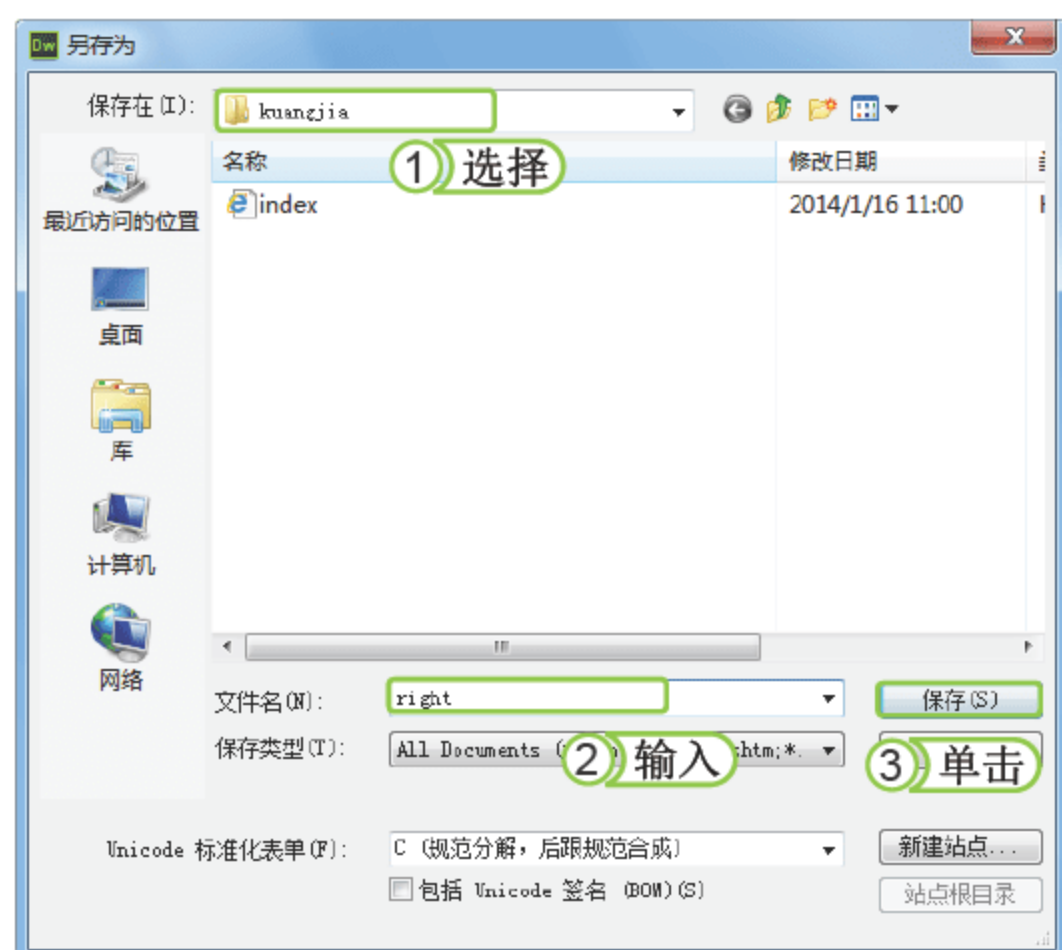 Dw 另存为
保存在(I): kuangjia
① 选择
名称 修改日期
index 2014/1/16 11:00
最近访问的位置
桌面
库
计算机
网络
文件名(N): right 保存(S)
保存类型(T): All Documents htm;*.
② 输入 ③ 单击
Unicode 标准化表单(F): C (规范分解,后跟规范合成) 新建站点...
包括 Unicode 签名 (BOM)(S) 站点根目录